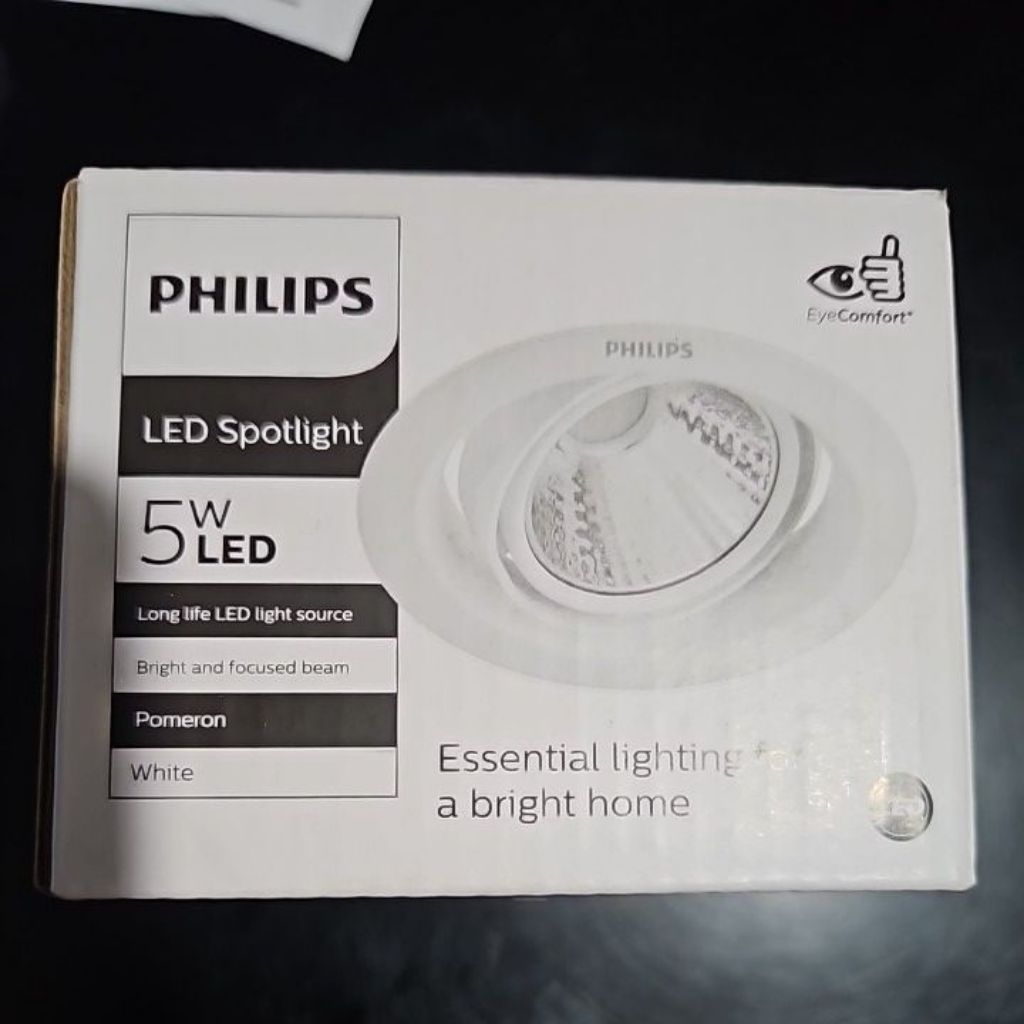 PHILIPS
LED Spotlight
5W
LED
Long life LED light source
Bright and focused beam
Pomeron
White
EyeComfort*
PHILIPS
Essential lighting for
a bright home